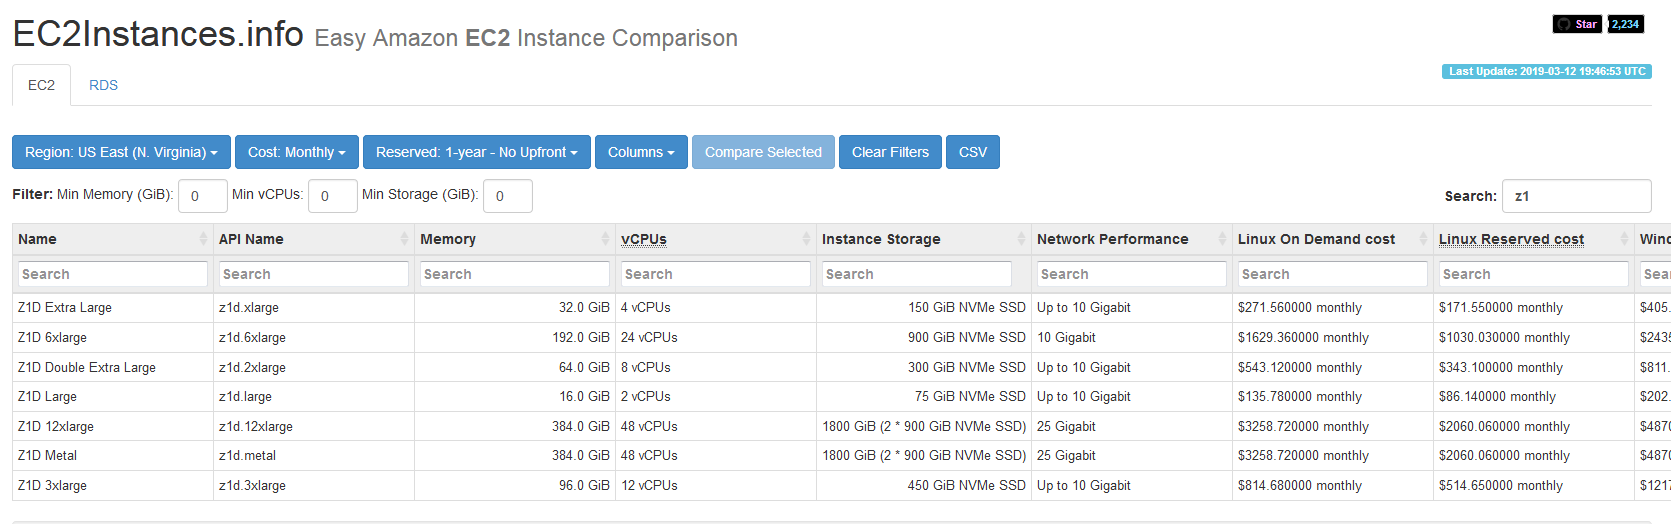 EC2Instances.info Easy Amazon EC2 Instance Comparison
Star 2,234
EC2 RDS
Last Update: 2019-03-12 19:46:53 UTC
Region: US East (N. Virginia) Cost: Monthly Reserved: 1-year - No Upfront Columns Compare Selected Clear Filters CSV
Filter: Min Memory (GiB): 0 Min vCPUs: 0 Min Storage (GiB): 0 Search: z1
Name API Name Memory vCPUs Instance Storage Network Performance Linux On Demand cost Linux Reserved cost Winc
Search Search Search Search Search Search Search Search Sear
Z1D Extra Large z1d.xlarge 32.0 GiB 4 vCPUs 150 GiB NVMe SSD Up to 10 Gigabit $271.560000 monthly $171.550000 monthly $405.
Z1D 6xlarge z1d.6xlarge 192.0 GiB 24 vCPUs 900 GiB NVMe SSD 10 Gigabit $1629.360000 monthly $1030.030000 monthly $2435
Z1D Double Extra Large z1d.2xlarge 64.0 GiB 8 vCPUs 300 GiB NVMe SSD Up to 10 Gigabit $543.120000 monthly $343.100000 monthly $811.
Z1D Large z1d.large 16.0 GiB 2 vCPUs 75 GiB NVMe SSD Up to 10 Gigabit $135.780000 monthly $86.140000 monthly $202.
Z1D 12xlarge z1d.12xlarge 384.0 GiB 48 vCPUs 1800 GiB (2 * 900 GiB NVMe SSD) 25 Gigabit $3258.720000 monthly $2060.060000 monthly $4870
Z1D Metal z1d.metal 384.0 GiB 48 vCPUs 1800 GiB (2 * 900 GiB NVMe SSD) 25 Gigabit $3258.720000 monthly $2060.060000 monthly $4870
Z1D 3xlarge z1d.3xlarge 96.0 GiB 12 vCPUs 450 GiB NVMe SSD Up to 10 Gigabit $814.680000 monthly $514.650000 monthly $1217